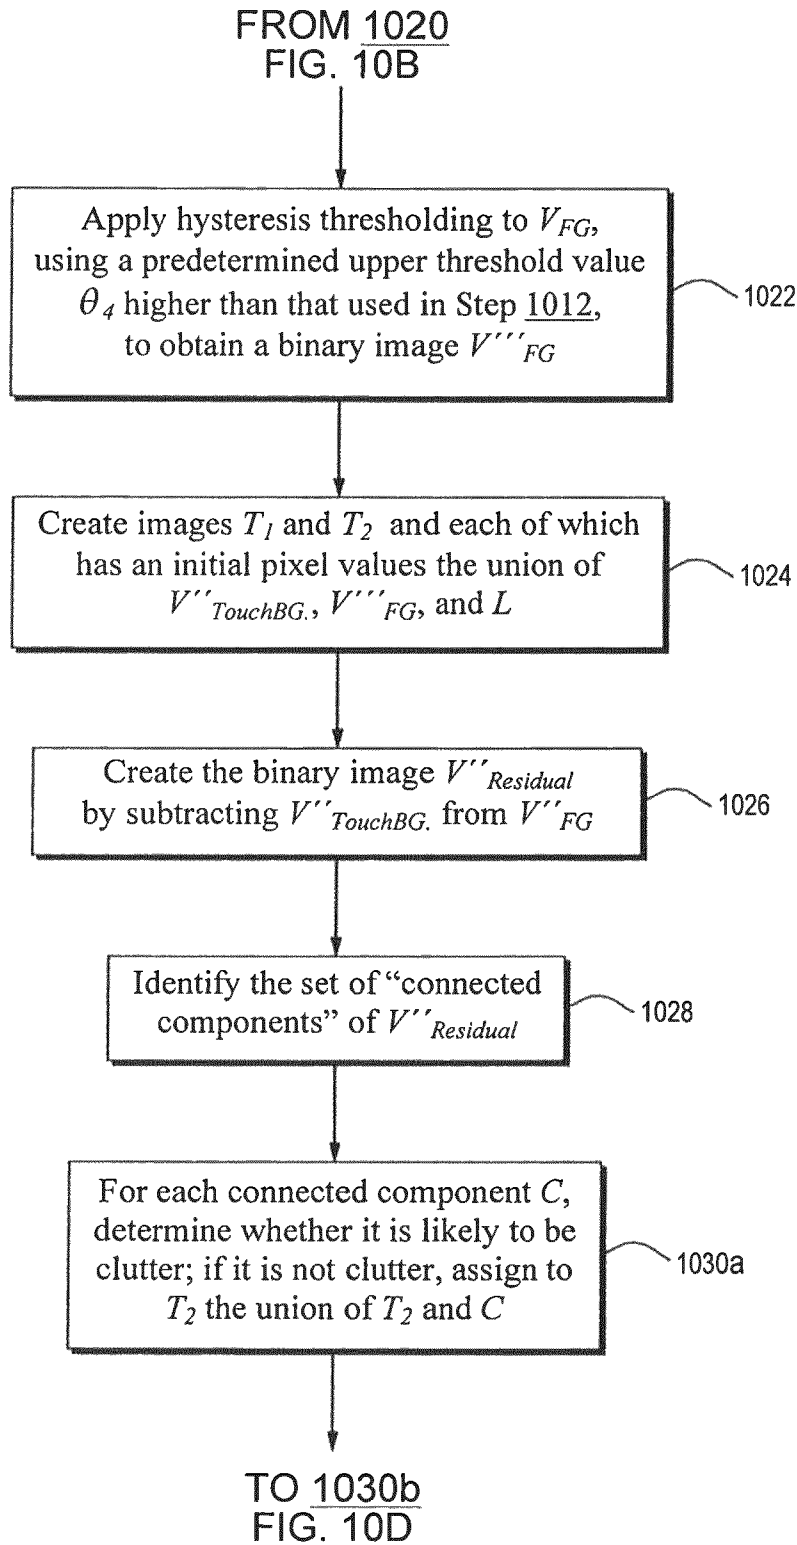 FROM 1020
FIG. 10B
Apply hysteresis thresholding to V_FG,
using a predetermined upper threshold value
θ_4 higher than that used in Step 1012,
to obtain a binary image V´´´_FG
1022
Create images T_1 and T_2 and each of which
has an initial pixel values the union of
V´´_TouchBG., V´´´_FG, and L
1024
Create the binary image V´´_Residual
by subtracting V´´_TouchBG. from V´´_FG
1026
Identify the set of “connected
components” of V´´_Residual
1028
For each connected component C,
determine whether it is likely to be
clutter; if it is not clutter, assign to
T_2 the union of T_2 and C
1030a
TO 1030b
FIG. 10D